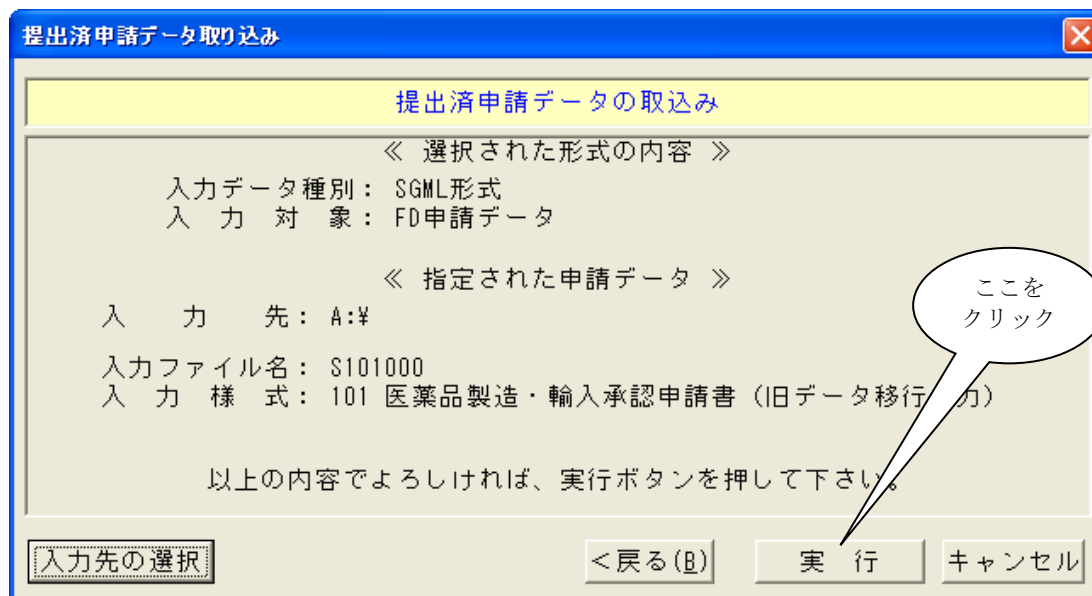 提出済申請データ取り込み
提出済申請データの取込み
≪ 選択された形式の内容 ≫
入力データ種別： SGML形式
入 力 対 象： FD申請データ
≪ 指定された申請データ ≫
入 力 先： A:¥
入力ファイル名： S101000
入 力 様 式： 101 医薬品製造・輸入承認申請書（旧データ移行 力）
以上の内容でよろしければ、実行ボタンを押して下さい。
ここを
クリック
入力先の選択 <戻る(B) 実 行 キャンセル